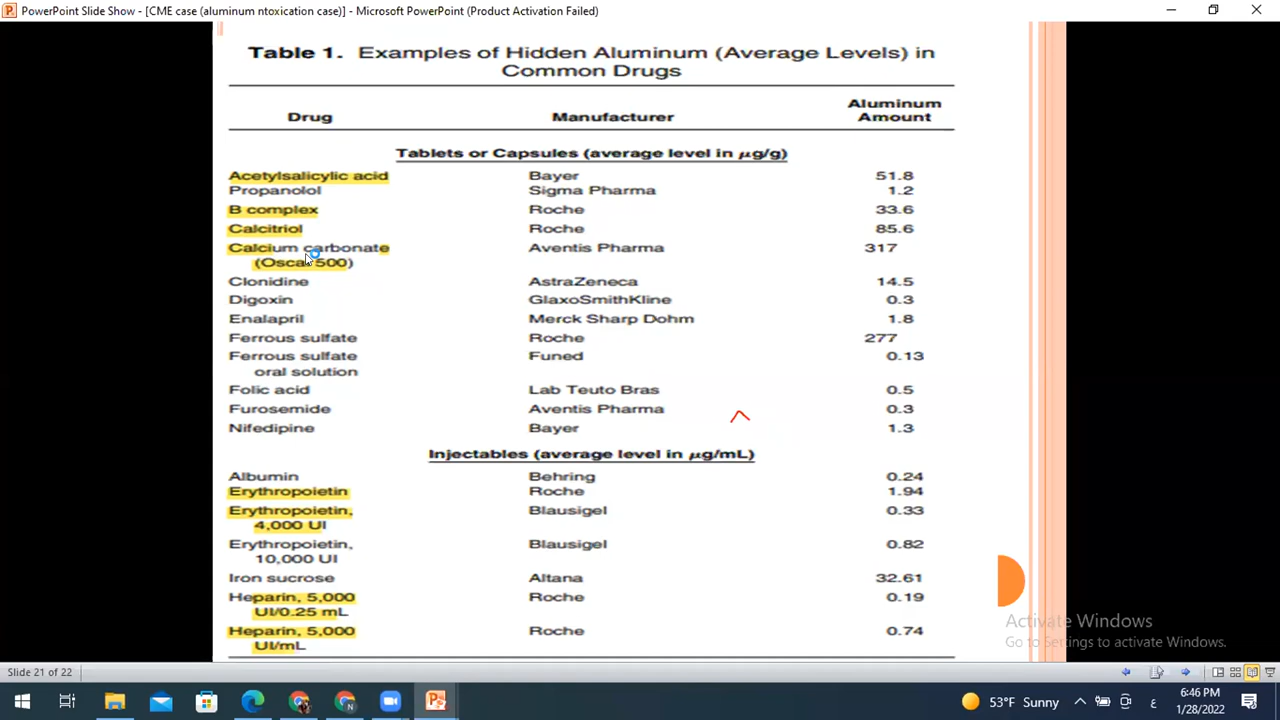 PowerPoint Slide Show - [CME case (aluminum ntoxication case)] - Microsoft PowerPoint (Product Activation Failed)
Table 1. Examples of Hidden Aluminum (Average Levels) in
Common Drugs
Drug Manufacturer Aluminum Amount
Tablets or Capsules (average level in µg/g)
Acetylsalicylic acid Bayer 51.8
Propanolol Sigma Pharma 1.2
B complex Roche 33.6
Calcitriol Roche 85.6
Calcium carbonate Aventis Pharma 317
(Oscal 500)
Clonidine AstraZeneca 14.5
Digoxin GlaxoSmithKline 0.3
Enalapril Merck Sharp Dohm 1.8
Ferrous sulfate Roche 277
Ferrous sulfate Funed 0.13
oral solution
Folic acid Lab Teuto Bras 0.5
Furosemide Aventis Pharma 0.3
Nifedipine Bayer 1.3
Injectables (average level in µg/mL)
Albumin Behring 0.24
Erythropoietin Roche 1.94
Erythropoietin, Blausigel 0.33
4,000 UI
Erythropoietin, Blausigel 0.82
10,000 UI
Iron sucrose Altana 32.61
Heparin, 5,000 Roche 0.19
UI/0.25 mL
Heparin, 5,000 Roche 0.74
UI/mL
Activate Windows
Go to Settings to activate Windows.
Slide 21 of 22
53°F Sunny
ع
6:46 PM
1/28/2022